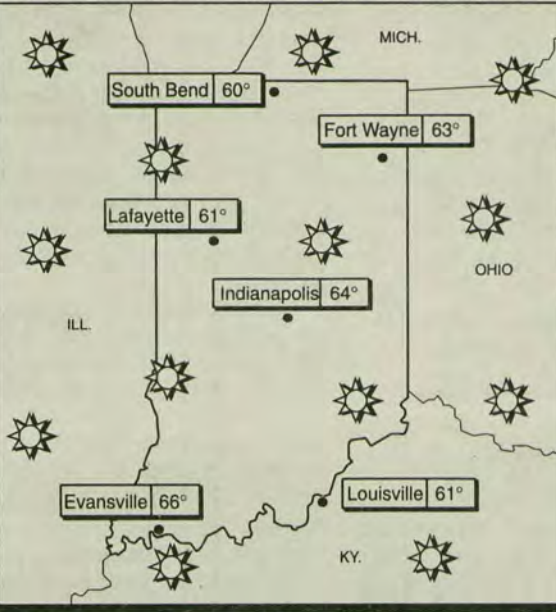 MICH.
South Bend 60°
Fort Wayne 63°
Lafayette 61°
OHIO
Indianapolis 64°
ILL.
Evansville 66°
Louisville 61°
KY.